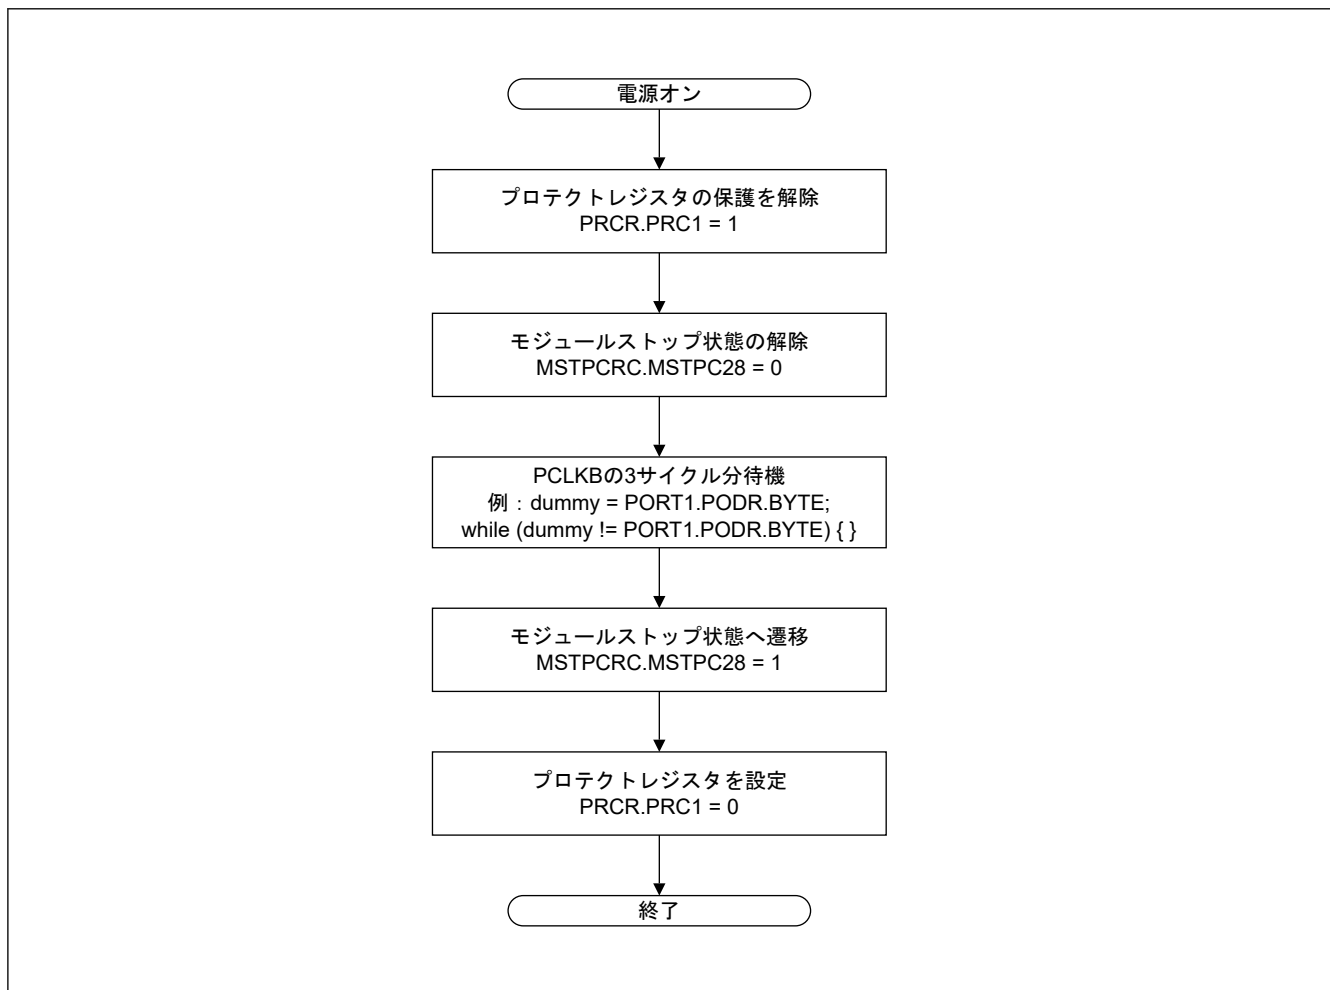 電源オン
プロテクトレジスタの保護を解除
PRCR.PRC1 = 1
モジュールストップ状態の解除
MSTPCRC.MSTPC28 = 0
PCLKBの3サイクル分待機
例：dummy = PORT1.PODR.BYTE;
while (dummy != PORT1.PODR.BYTE) { }
モジュールストップ状態へ遷移
MSTPCRC.MSTPC28 = 1
プロテクトレジスタを設定
PRCR.PRC1 = 0
終了